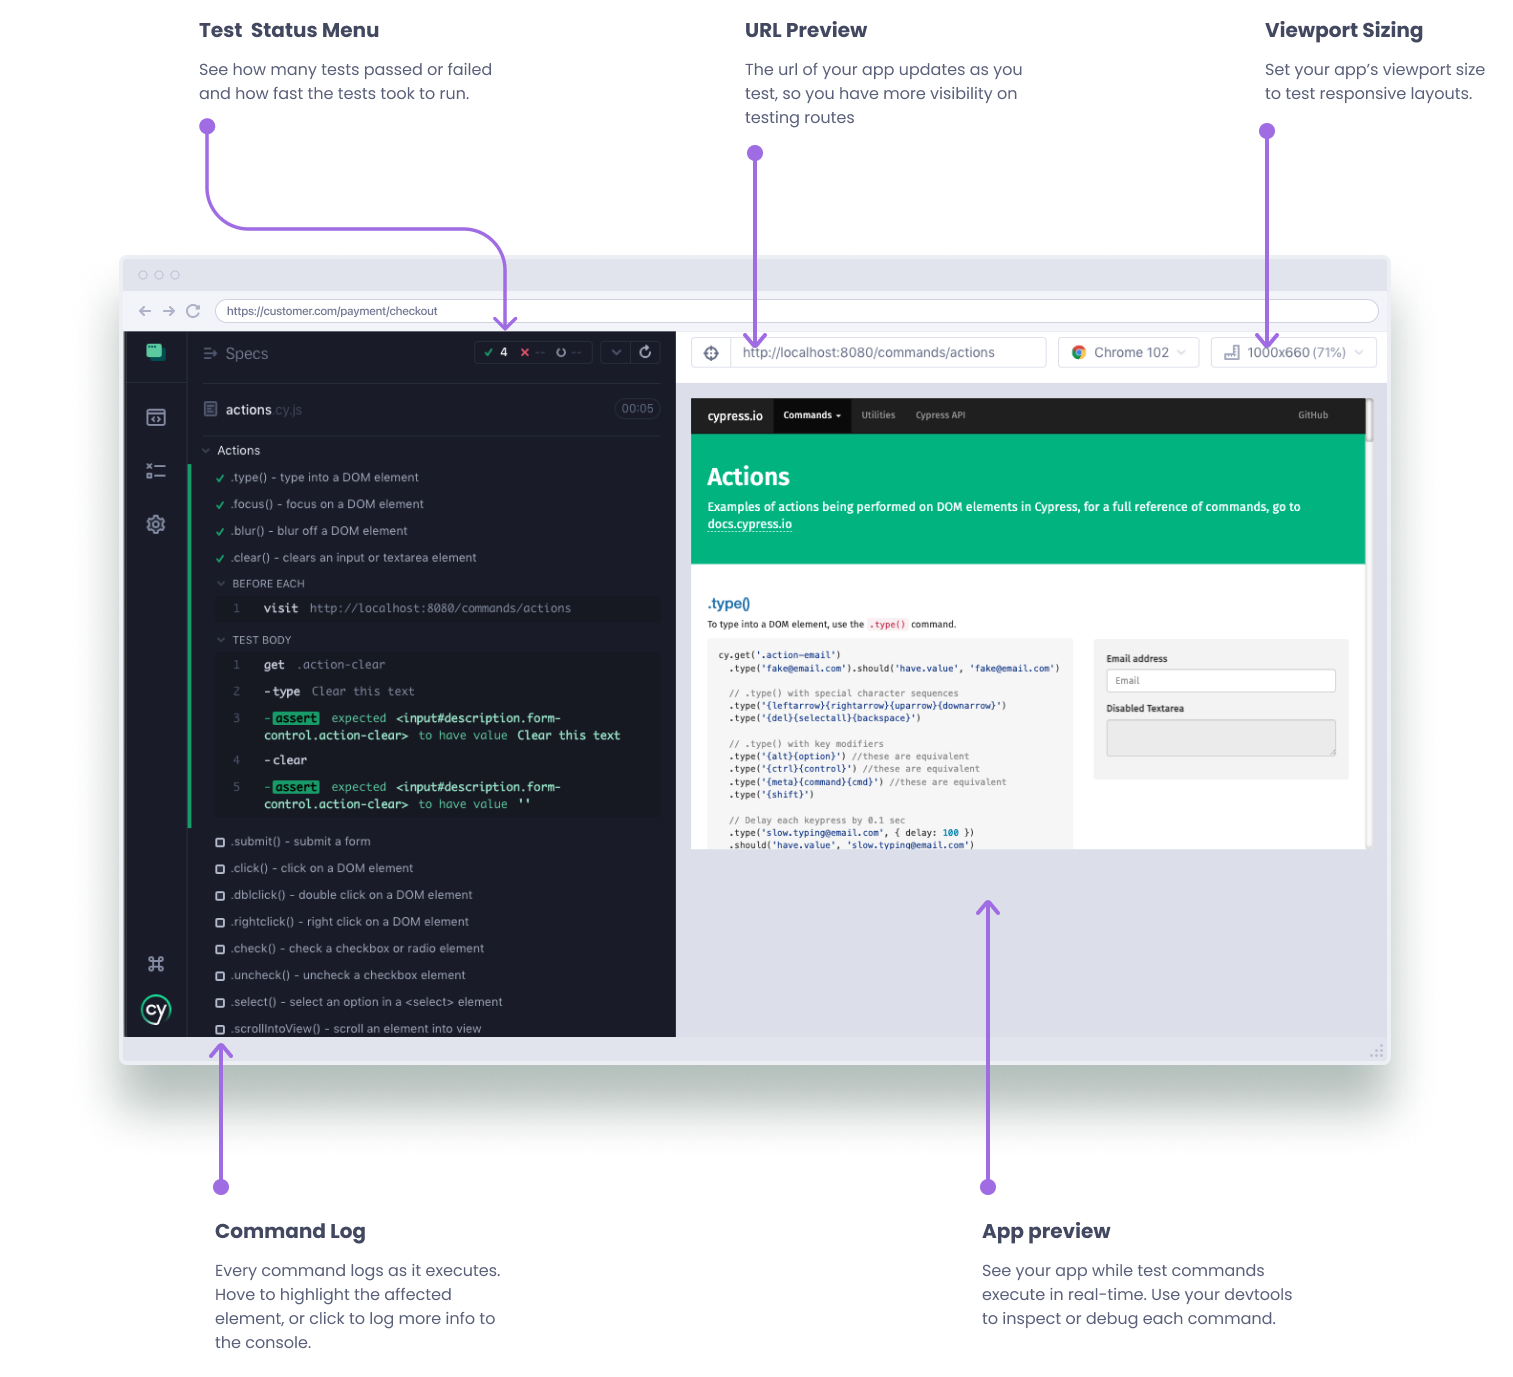 Test Status Menu
See how many tests passed or failed
and how fast the tests took to run.
URL Preview
The url of your app updates as you
test, so you have more visibility on
testing routes
Viewport Sizing
Set your app's viewport size
to test responsive layouts.
https://customer.com/payment/checkout
Specs
4 -- --
http://localhost:8080/commands/actions
Chrome 102
1000x660 (71%)
actions.cy.js
00:05
Actions
.type() - type into a DOM element
.focus() - focus on a DOM element
.blur() - blur off a DOM element
.clear() - clears an input or textarea element
BEFORE EACH
1 visit http://localhost:8080/commands/actions
TEST BODY
1 get .action-clear
2 -type Clear this text
3 -assert expected <input#description.form-
control.action-clear> to have value Clear this text
4 -clear
5 -assert expected <input#description.form-
control.action-clear> to have value ''
.submit() - submit a form
.click() - click on a DOM element
.dblclick() - double click on a DOM element
.rightclick() - right click on a DOM element
.check() - check a checkbox or radio element
.uncheck() - uncheck a checkbox element
.select() - select an option in a <select> element
.scrollIntoView() - scroll an element into view
cy
cypress.io Commands Utilities Cypress API GitHub
Actions
Examples of actions being performed on DOM elements in Cypress, for a full reference of commands, go to
docs.cypress.io
.type()
To type into a DOM element, use the .type() command.
cy.get('.action-email')
.type('fake@email.com').should('have.value', 'fake@email.com')
// .type() with special character sequences
.type('{leftarrow}{rightarrow}{uparrow}{downarrow}')
.type('{del}{selectall}{backspace}')
// .type() with key modifiers
.type('{alt}{option}') //these are equivalent
.type('{ctrl}{control}') //these are equivalent
.type('{meta}{command}{cmd}') //these are equivalent
.type('{shift}')
// Delay each keypress by 0.1 sec
.type('slow.typing@email.com', { delay: 100 })
.should('have.value', 'slow.typing@email.com')
Email address
Email
Disabled Textarea
Command Log
Every command logs as it executes.
Hove to highlight the affected
element, or click to log more info to
the console.
App preview
See your app while test commands
execute in real-time. Use your devtools
to inspect or debug each command.